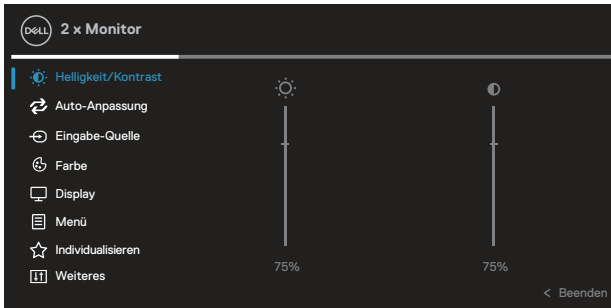 DELL
2 x Monitor
Helligkeit/Kontrast
Auto-Anpassung
Eingabe-Quelle
Farbe
Display
Menü
Individualisieren
Weiteres
75%
75%
< Beenden